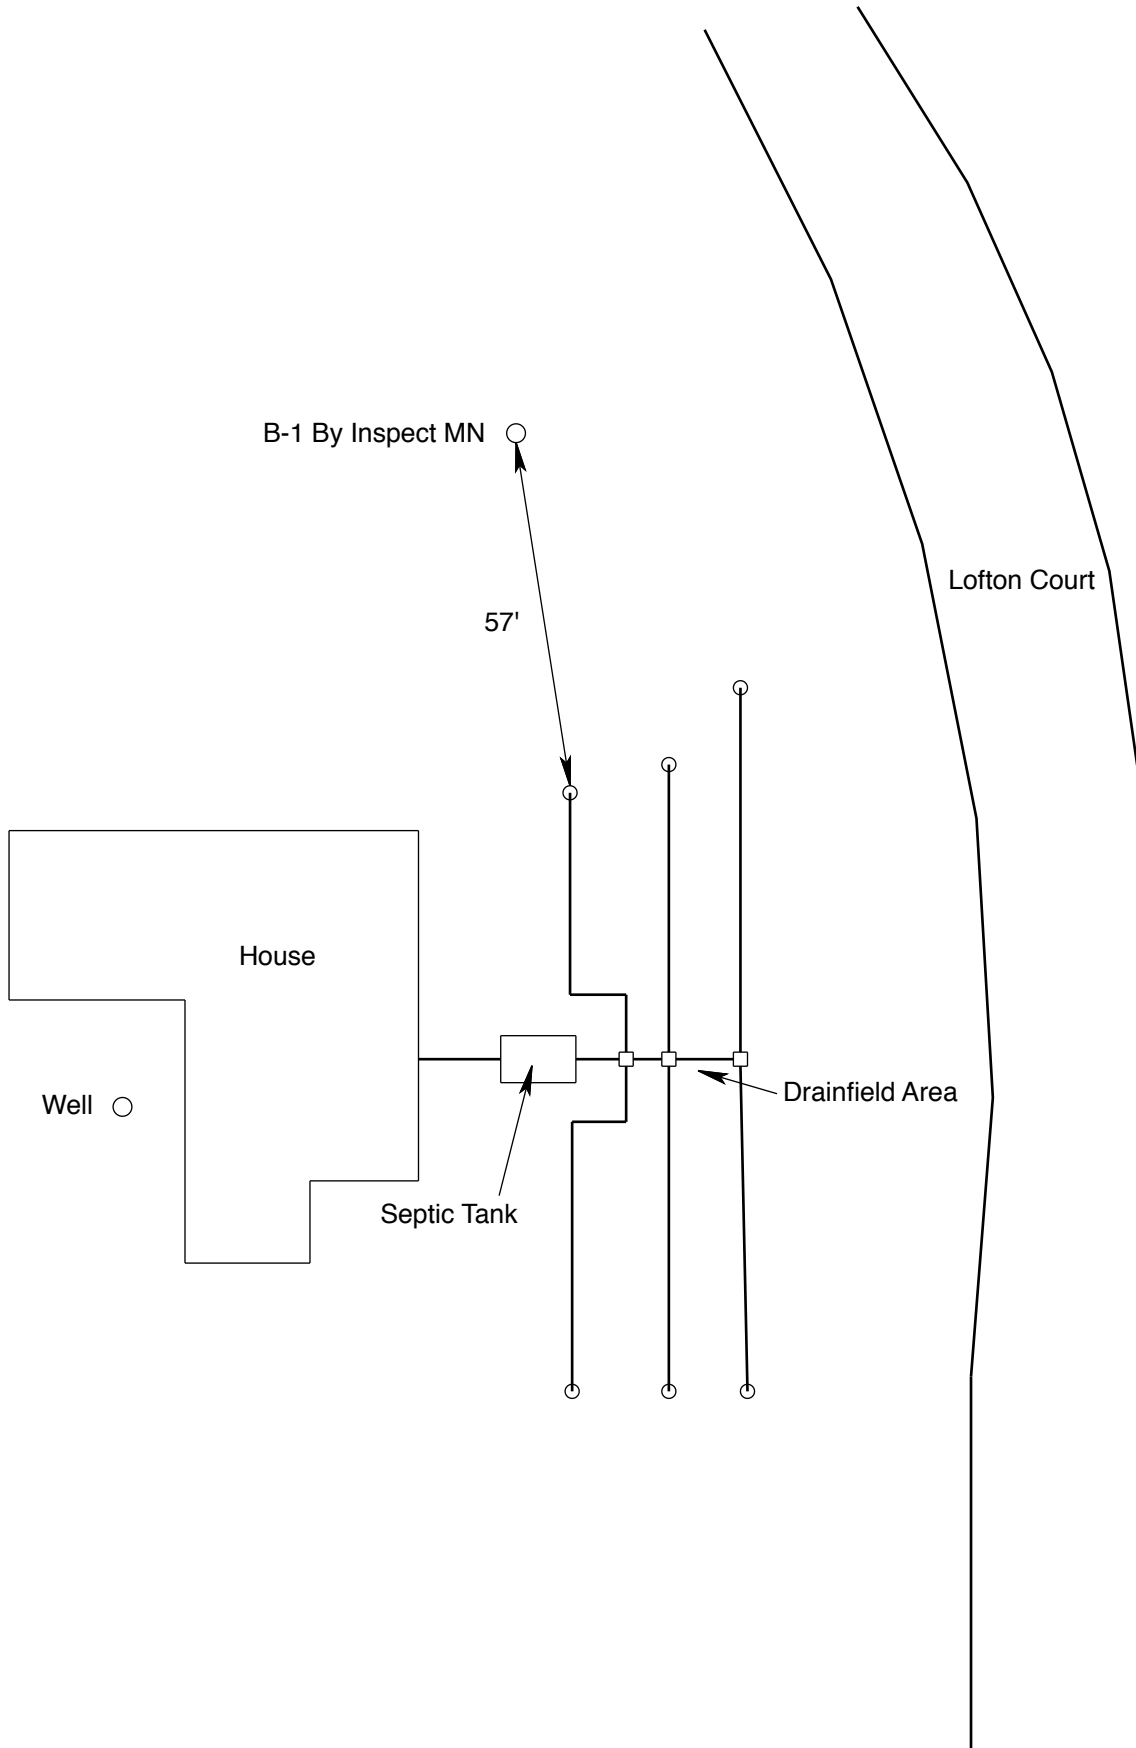 B-1 By Inspect MN
Lofton Court
57'
House
Drainfield Area
Well
Septic Tank